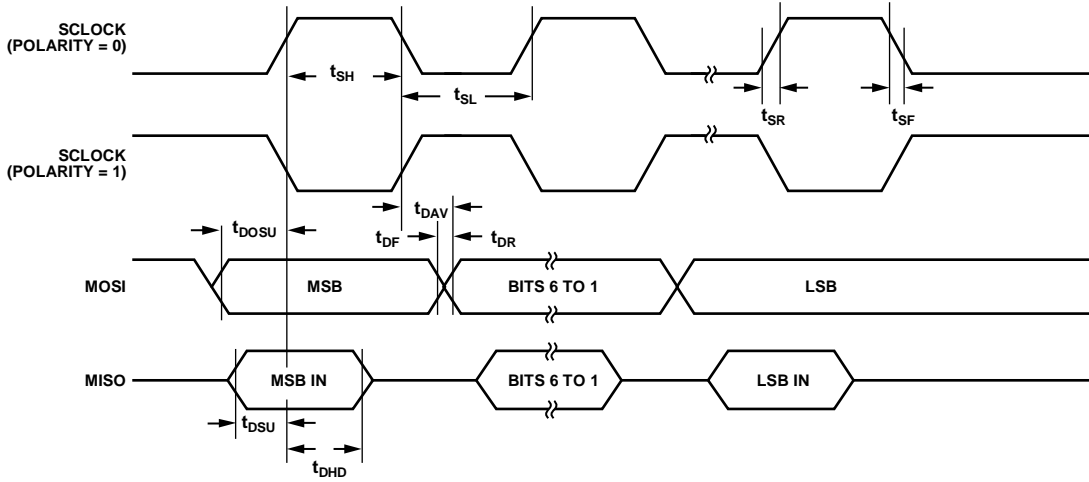 SCLOCK
(POLARITY = 0)
tSH
tSL
tSR
tSF
SCLOCK
(POLARITY = 1)
tDAV
tDOSU
tDF
tDR
MOSI
MSB
BITS 6 TO 1
LSB
MISO
MSB IN
BITS 6 TO 1
LSB IN
tDSU
tDHD